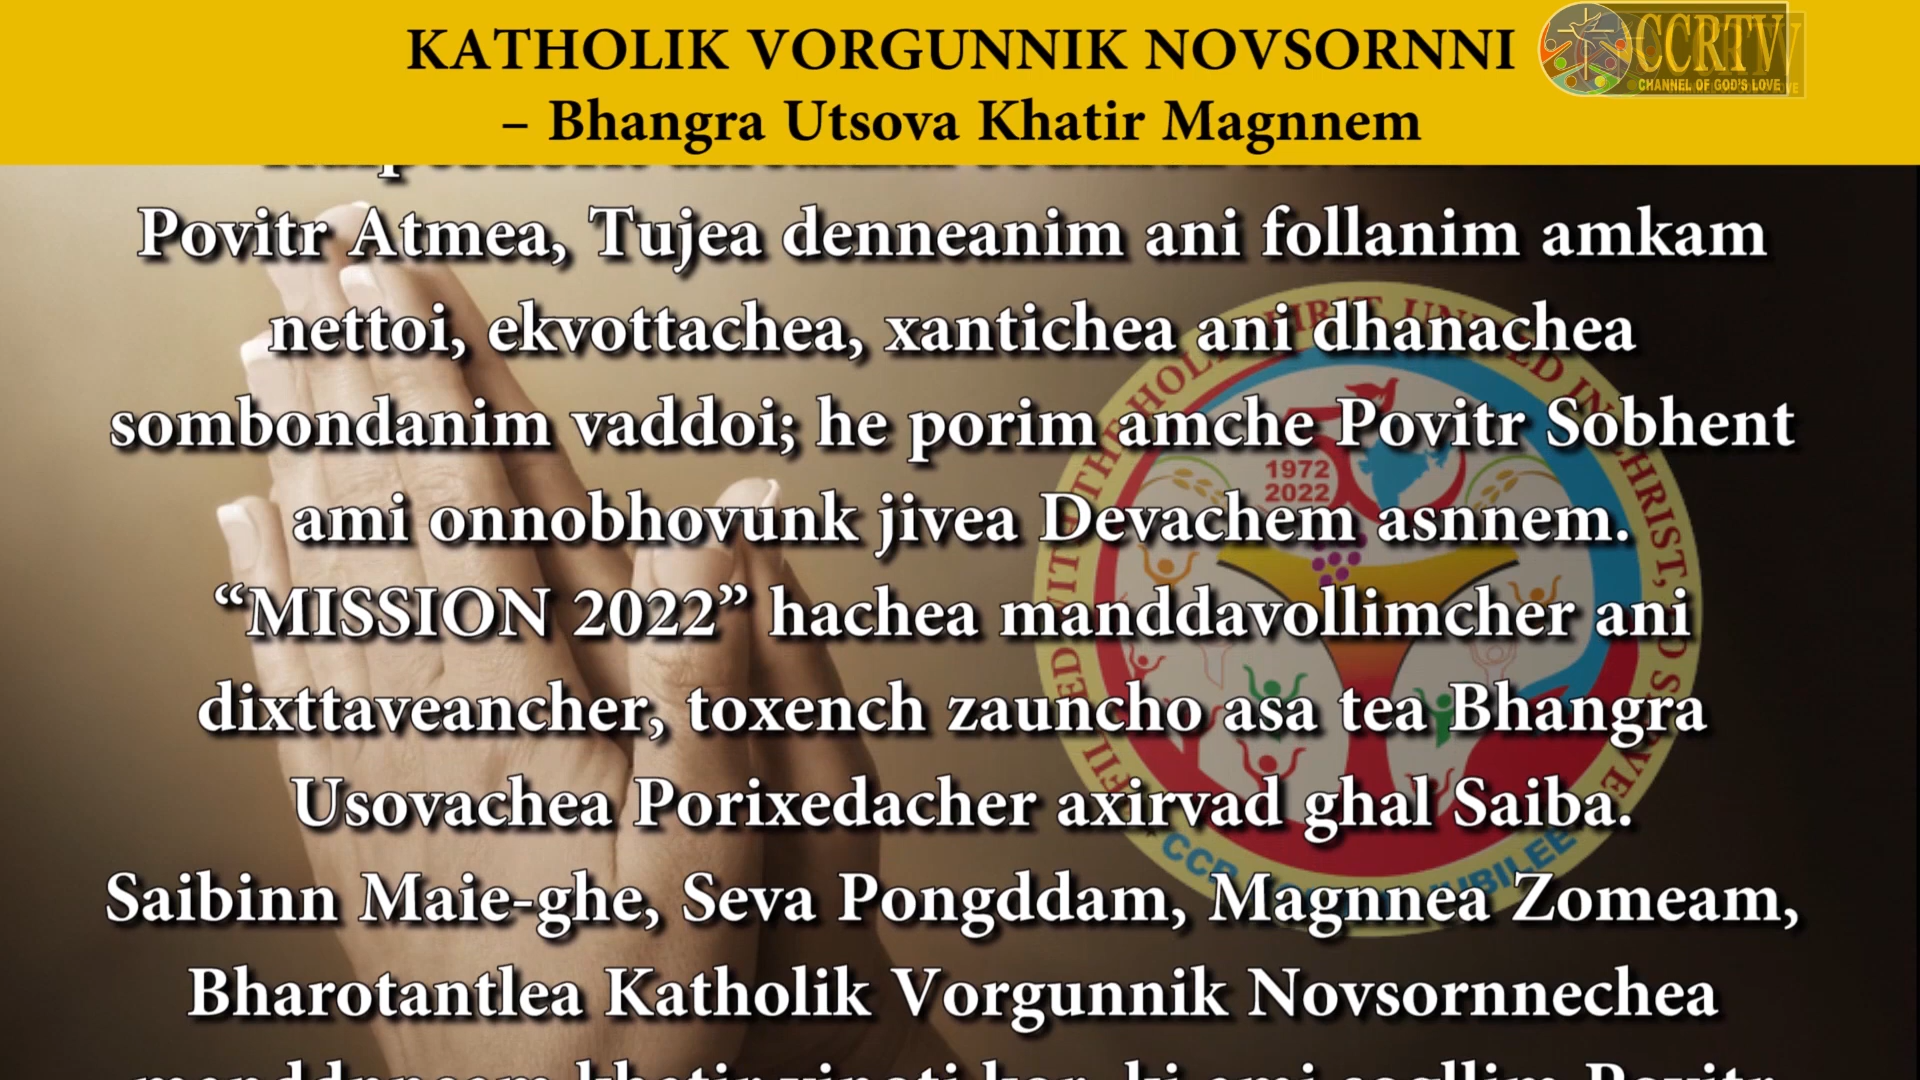 KATHOLIK VORGUNNIK NOVSORNNI
– Bhangra Utsova Khatir Magnnem
CCRTV
CHANNEL OF GOD'S LOVE
Povitr Atmea, Tujea denneanim ani follanim amkam
nettoi, ekvottachea, xantichea ani dhanachea
sombondanim vaddoi; he porim amche Povitr Sobhent
ami onnobhovunk jivea Devachem asnnem.
“MISSION 2022” hachea manddavollimcher ani
dixttaveancher, toxench zauncho asa tea Bhangra
Usovachea Porixedacher axirvad ghal Saiba.
Saibinn Maie-ghe, Seva Pongddam, Magnnea Zomeam,
Bharotantlea Katholik Vorgunnik Novsornnechea
1972
2022